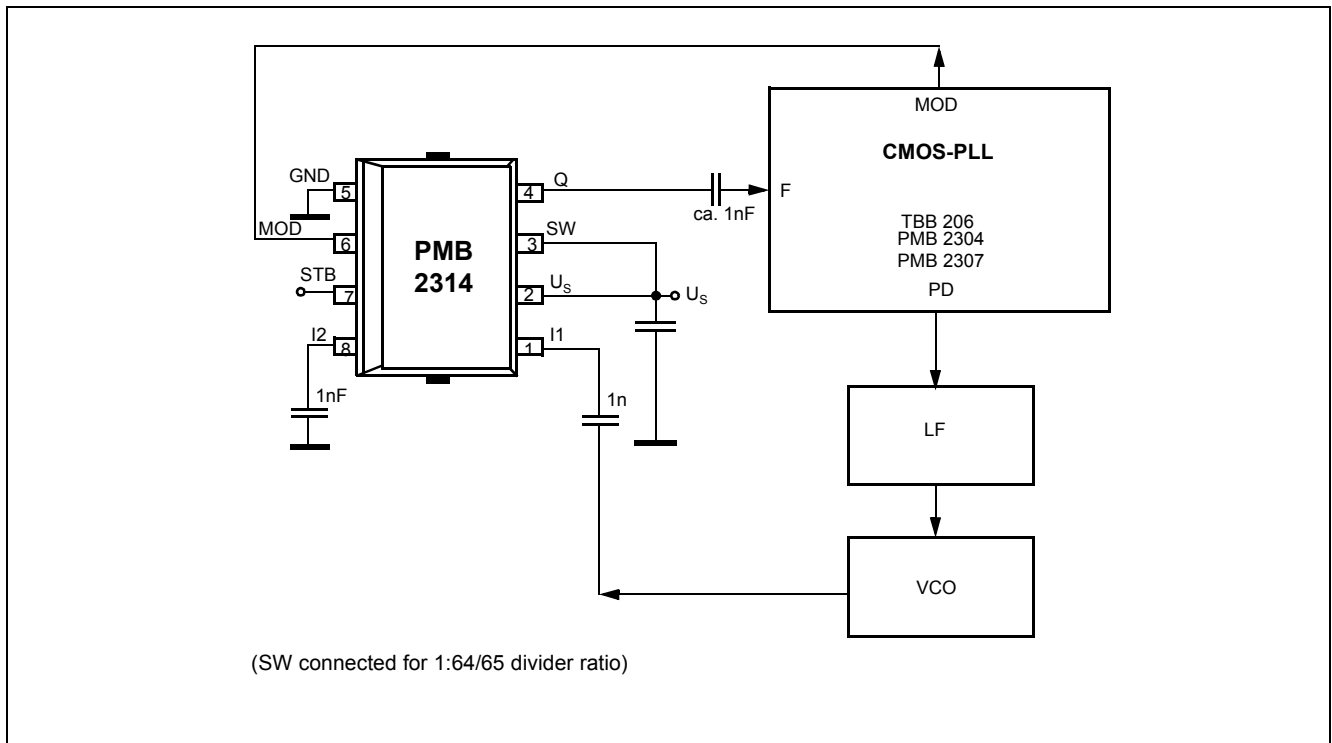 MOD
CMOS-PLL
F
TBB 206
PMB 2304
PMB 2307
PD
GND
5
4
Q
ca. 1nF
MOD
6
PMB
2314
3
SW
STB
7
2
U_S
U_S
I2
8
1
I1
1nF
1n
LF
VCO
(SW connected for 1:64/65 divider ratio)